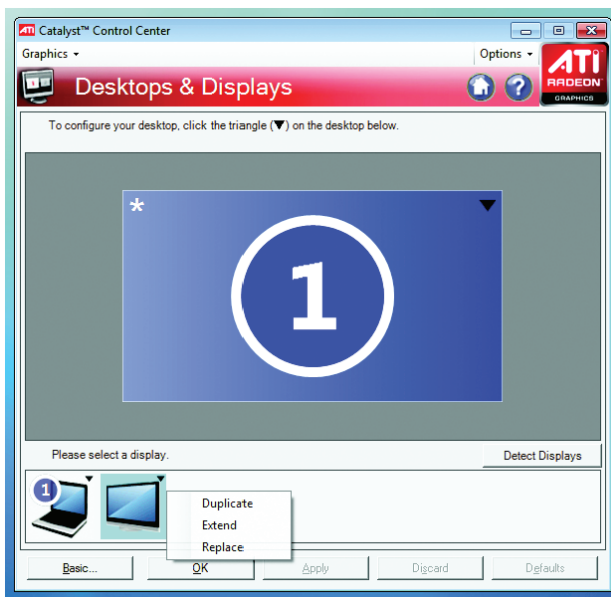 ATI Catalyst™ Control Center
Graphics
Options
ATI
RADEON
GRAPHICS
Desktops & Displays
?
To configure your desktop, click the triangle (▼) on the desktop below.
*
1
Please select a display.
Detect Displays
1
Duplicate
Extend
Replace
Basic...
OK
Apply
Discard
Defaults